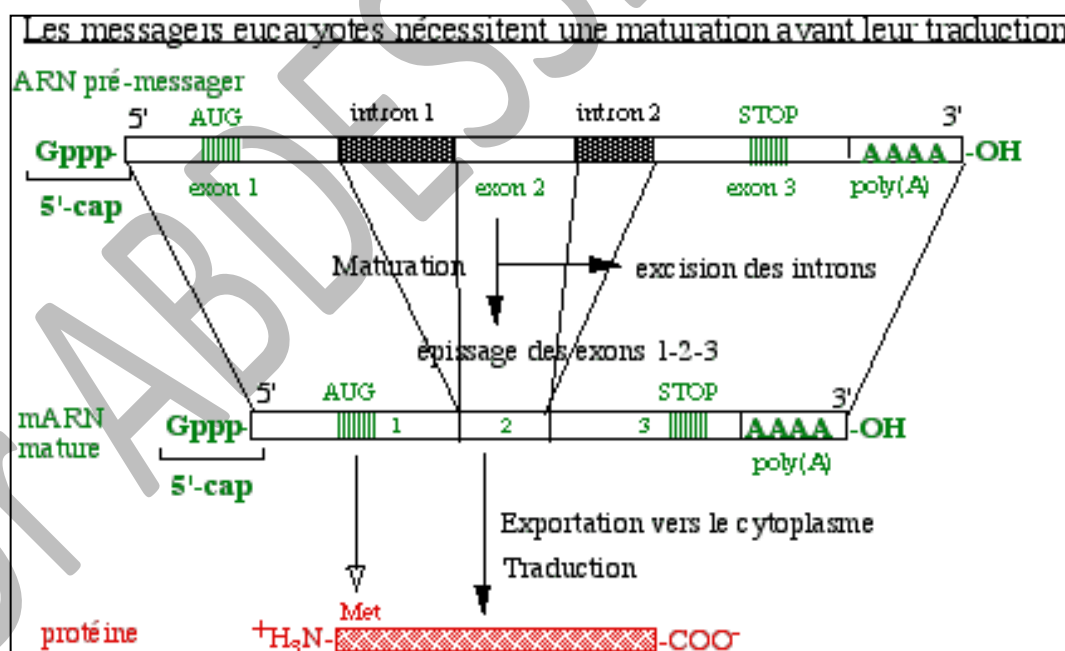 Les messagers eucaryotes nécessitent une maturation avant leur traduction
ARN pré-messager
5' AUG intron 1 intron 2 STOP 3'
Gppp- AAAA -OH
exon 1 exon 2 exon 3 poly(A)
5'-cap
Maturation excision des introns
épissage des exons 1-2-3
5' AUG STOP 3'
mARN mature Gppp- 1 2 3 AAAA -OH
poly(A)
5'-cap
Exportation vers le cytoplasme
Traduction
Met
protéine +H3N- -COO-